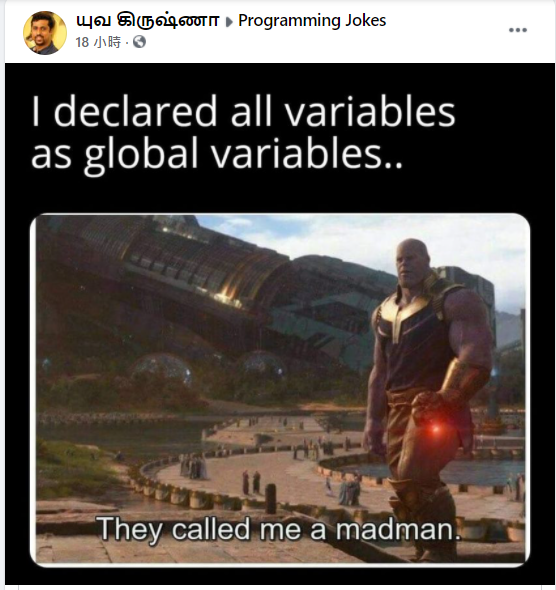 யுவ கிருஷ்ணா ▸ Programming Jokes
18 小時 ·
I declared all variables
as global variables..
They called me a madman.